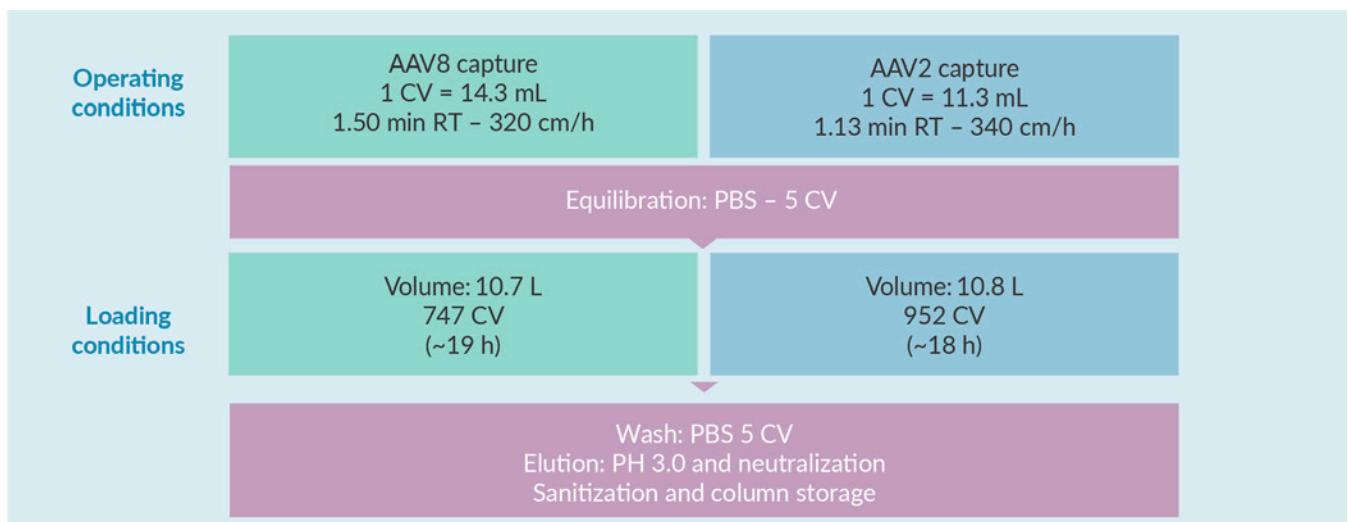 Operating
conditions
AAV8 capture
1 CV = 14.3 mL
1.50 min RT – 320 cm/h
AAV2 capture
1 CV = 11.3 mL
1.13 min RT – 340 cm/h
Equilibration: PBS – 5 CV
Loading
conditions
Volume: 10.7 L
747 CV
(~19 h)
Volume: 10.8 L
952 CV
(~18 h)
Wash: PBS 5 CV
Elution: PH 3.0 and neutralization
Sanitization and column storage